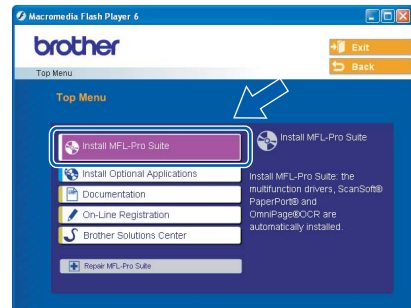 Macromedia Flash Player 6
brother
Exit
Back
Top Menu
Top Menu
Install MFL-Pro Suite
Install Optional Applications
Documentation
On-Line Registration
Brother Solutions Center
Repair MFL-Pro Suite
Install MFL-Pro Suite
Install MFL-Pro Suite: the
multifunction drivers, ScanSoft®
PaperPort® and
OmniPage®OCR are
automatically installed.